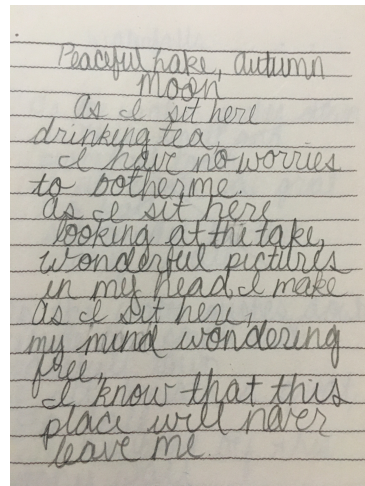 Peaceful Lake, Autumn
Moon
As I sit here
drinking tea,
I have no worries
to bother me.
As I sit here
looking at the lake,
wonderful pictures
in my head I make
As I sit here,
my mind wondering
free,
I know that this
place will never
leave me.